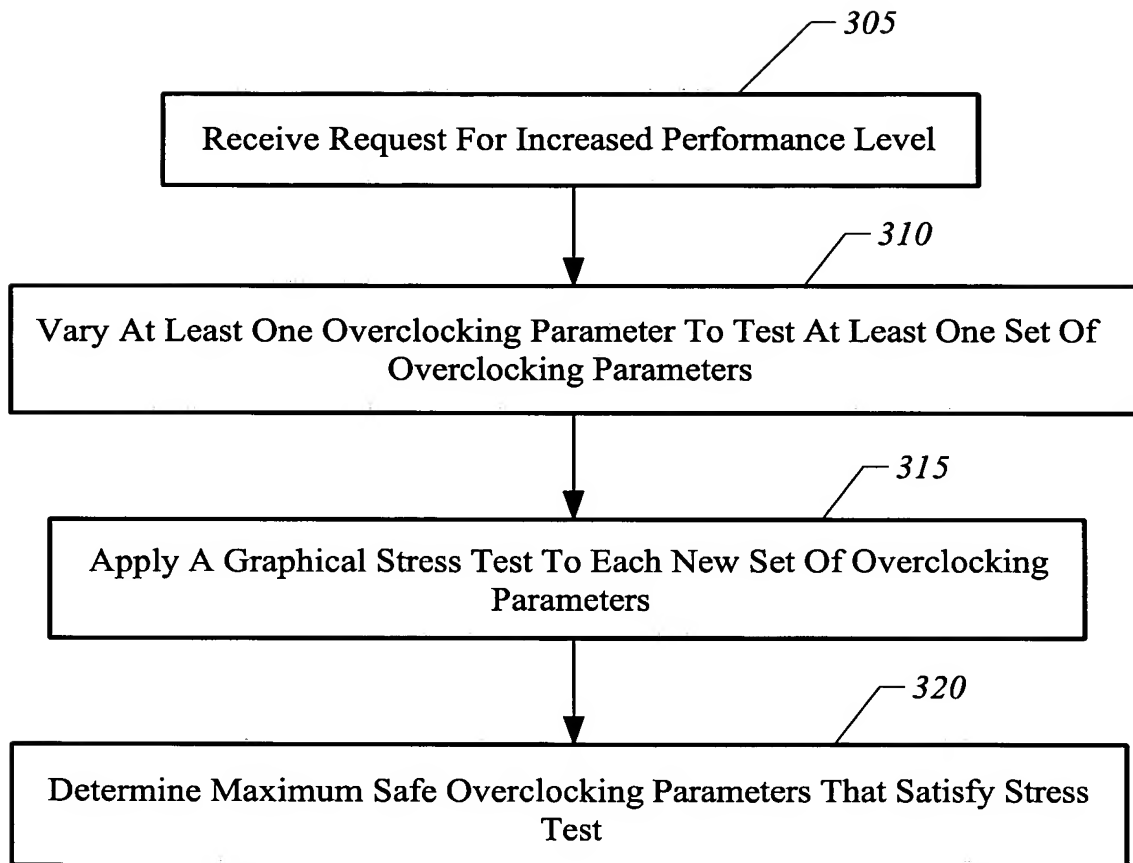 305
Receive Request For Increased Performance Level
310
Vary At Least One Overclocking Parameter To Test At Least One Set Of
Overclocking Parameters
315
Apply A Graphical Stress Test To Each New Set Of Overclocking
Parameters
320
Determine Maximum Safe Overclocking Parameters That Satisfy Stress
Test